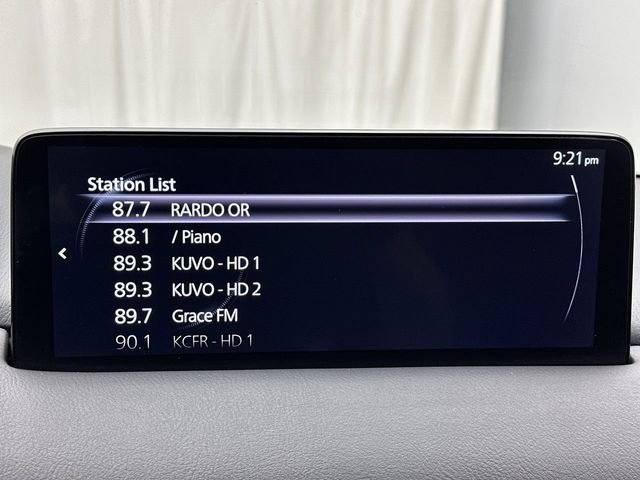 9:21 pm
Station List
87.7 RARDO OR
88.1 / Piano
89.3 KUVO - HD 1
89.3 KUVO - HD 2
89.7 Grace FM
90.1 KCFR - HD 1